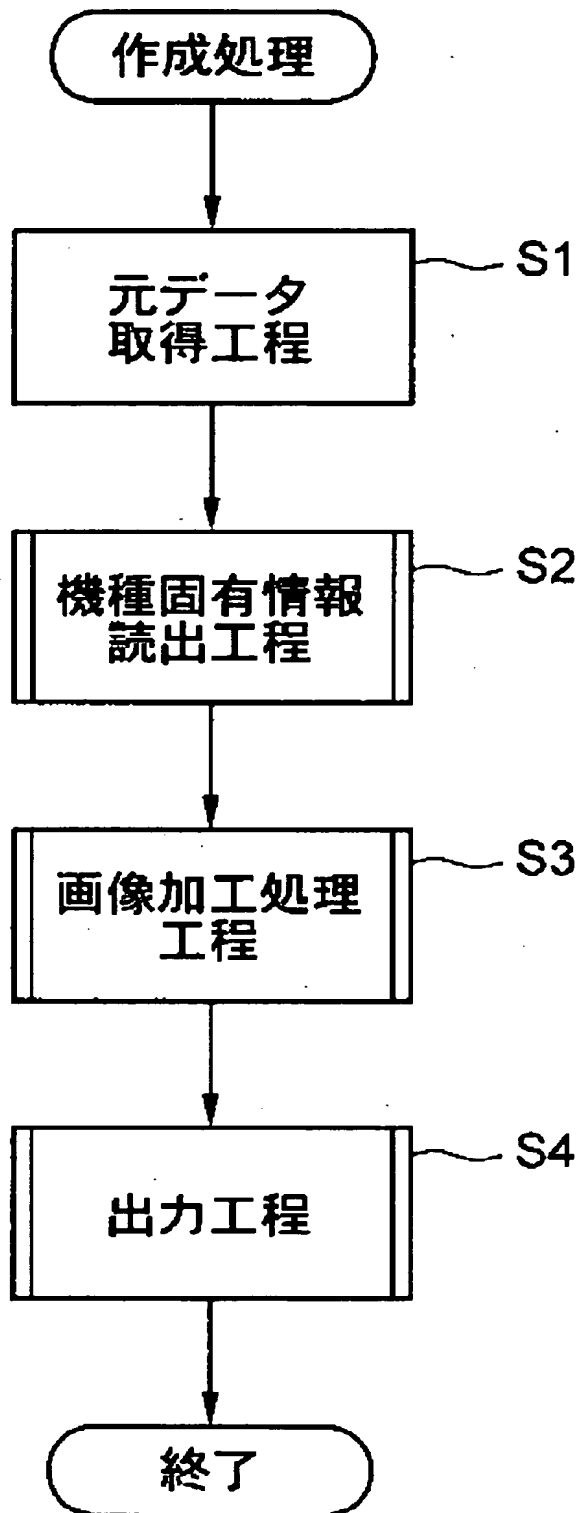 作成処理
S1
元データ
取得工程
S2
機種固有情報
読出工程
S3
画像加工処理
工程
S4
出力工程
終了